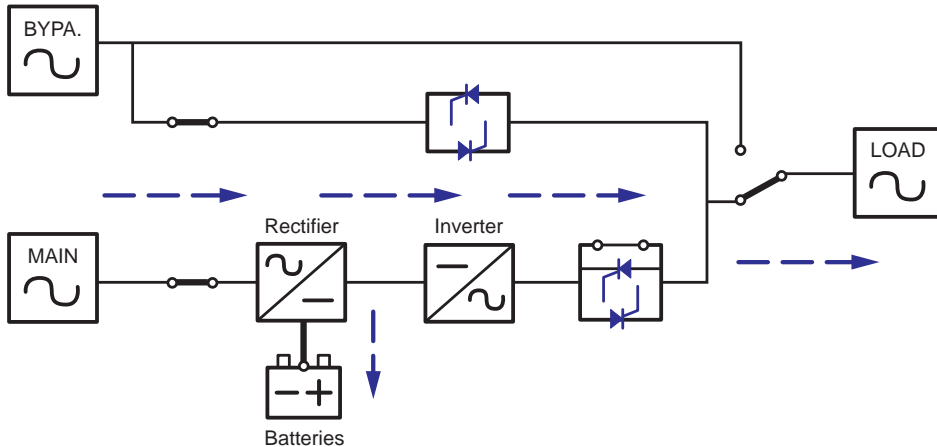 BYPA.
LOAD
Rectifier
Inverter
MAIN
Batteries